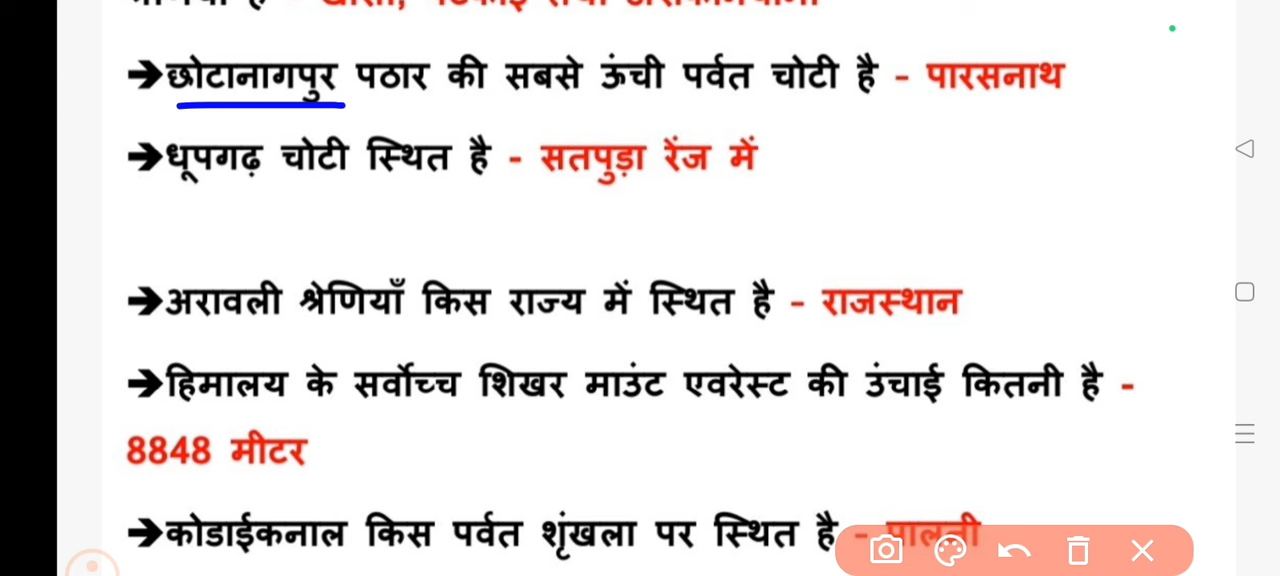 ➔छोटानागपुर पठार की सबसे ऊंची पर्वत चोटी है - पारसनाथ
➔धूपगढ़ चोटी स्थित है - सतपुड़ा रेंज में
➔अरावली श्रेणियाँ किस राज्य में स्थित है - राजस्थान
➔हिमालय के सर्वोच्च शिखर माउंट एवरेस्ट की उंचाई कितनी है -
8848 मीटर
➔कोडाईकनाल किस पर्वत शृंखला पर स्थित है -